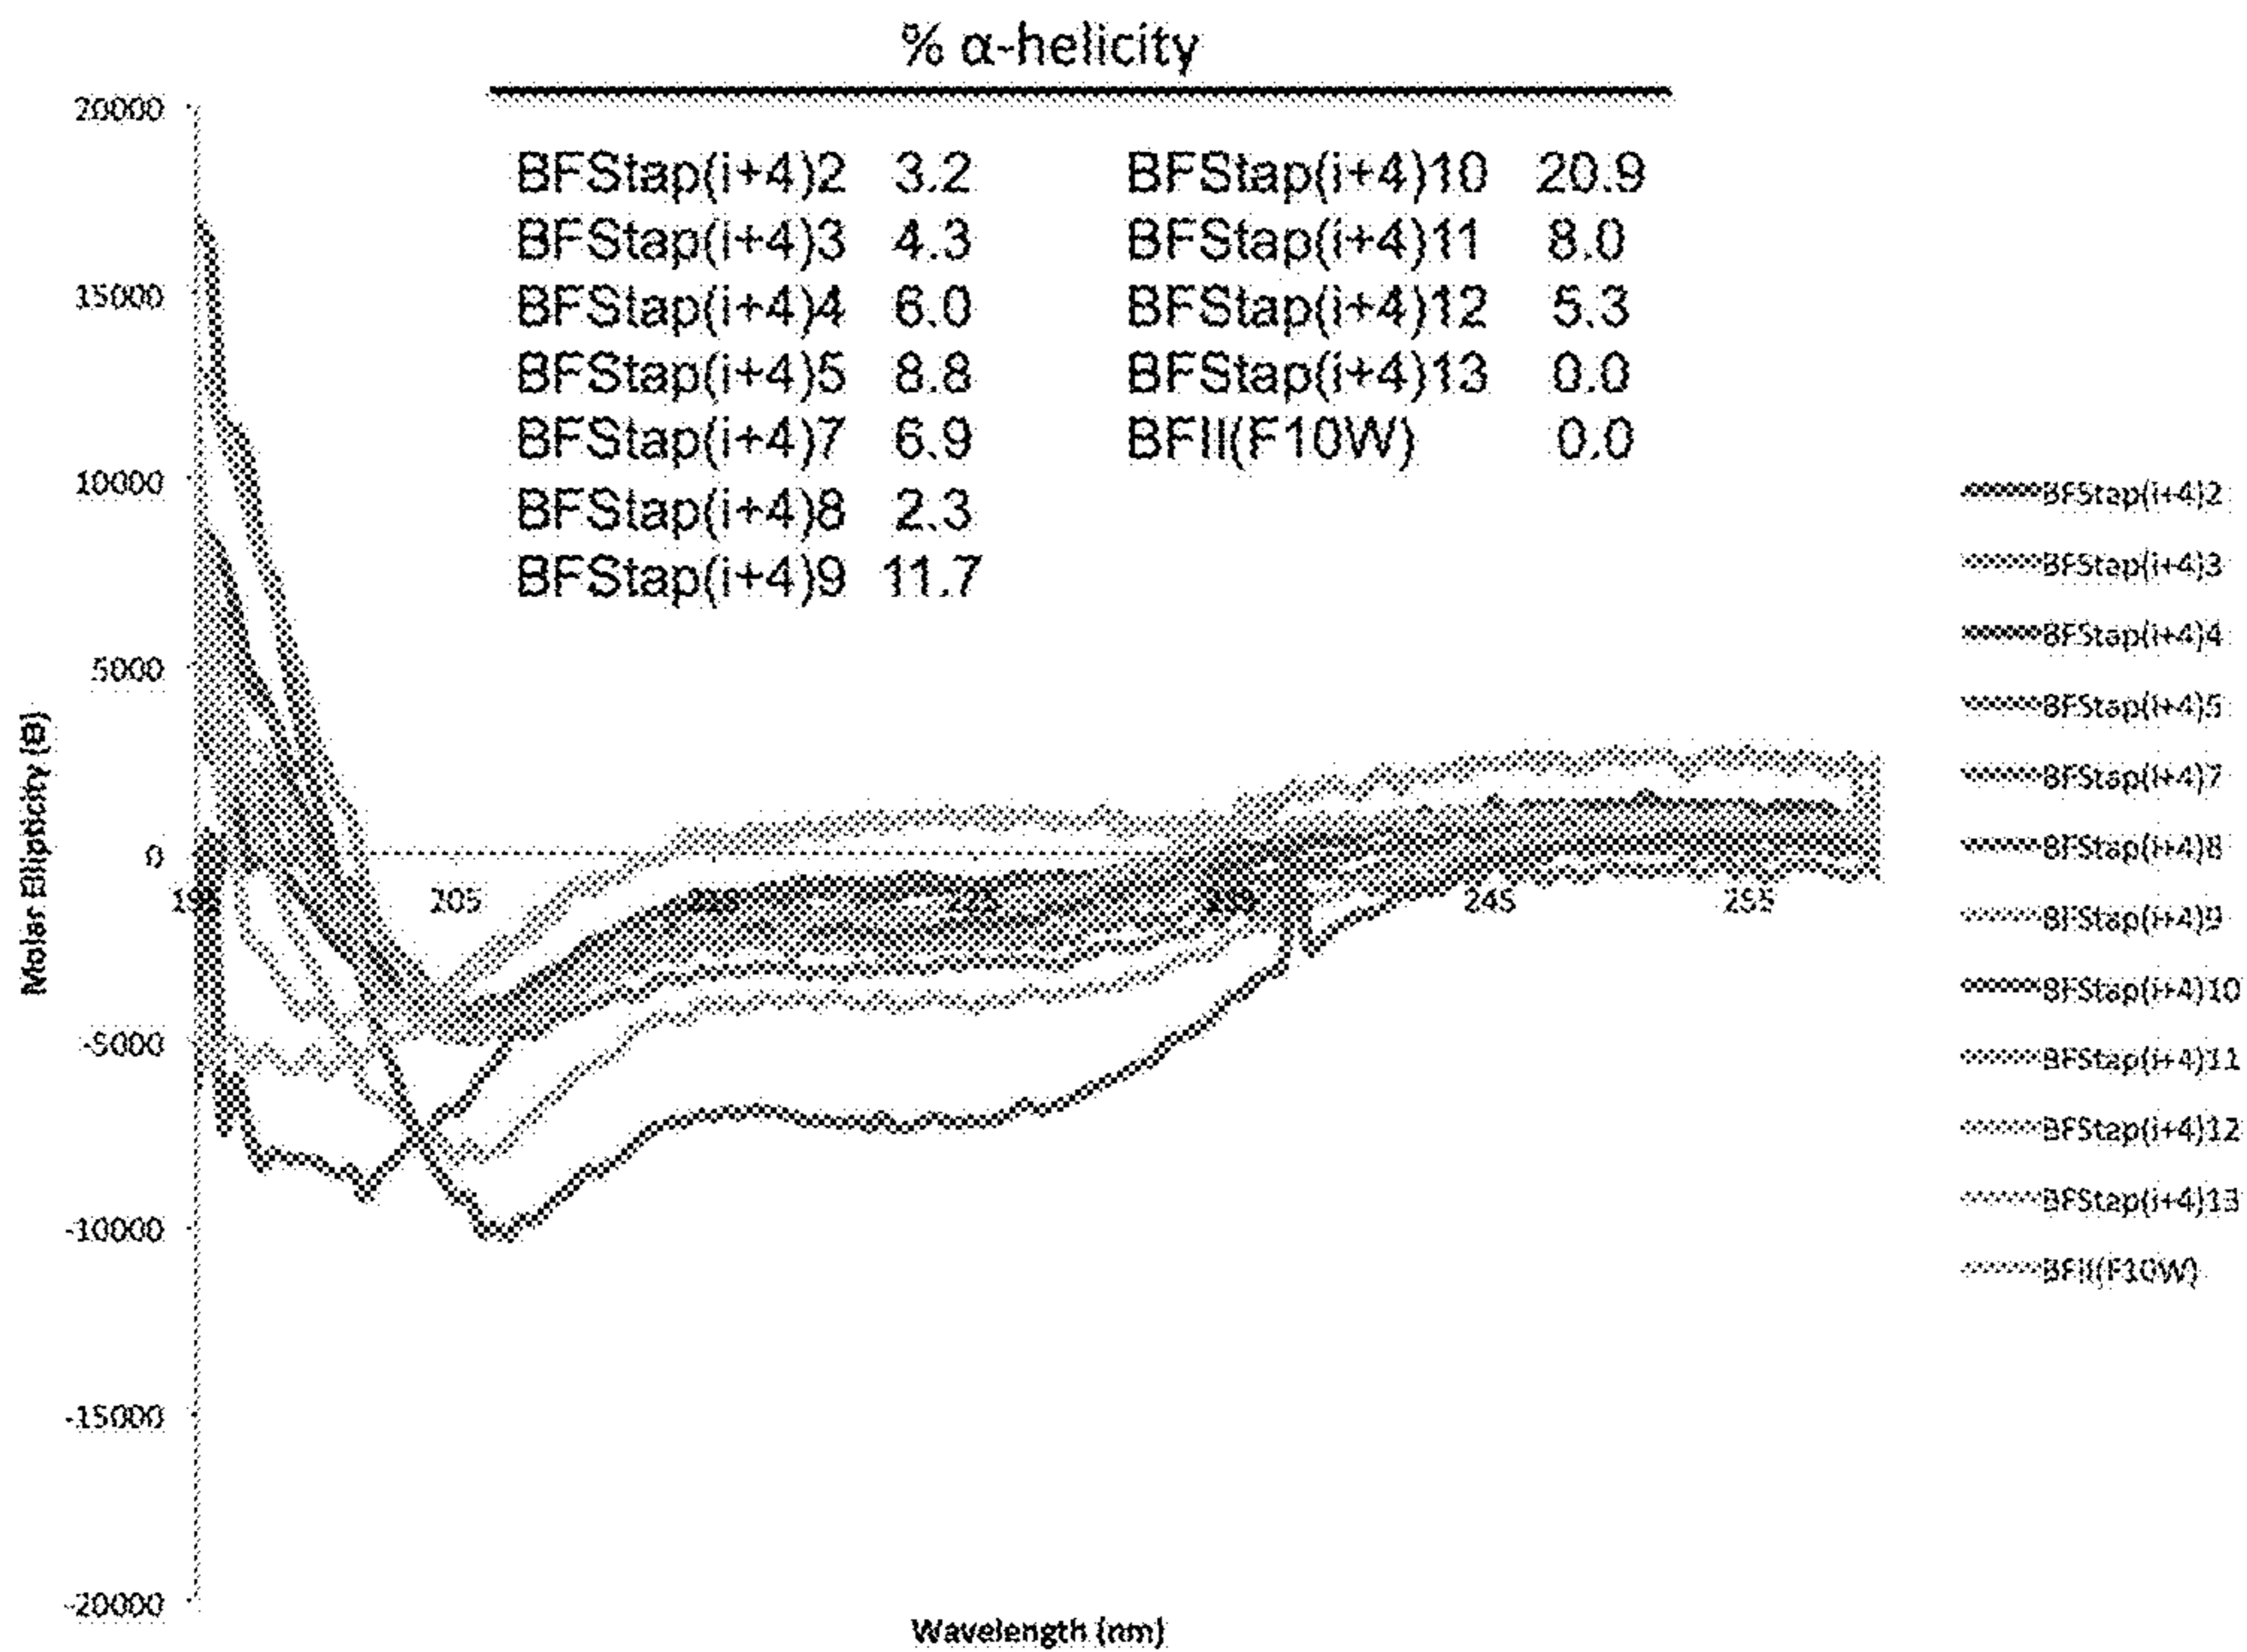 % α-helicity
BFStap(i+4)2 3.2 BFStap(i+4)10 20.9
BFStap(i+4)3 4.3 BFStap(i+4)11 8.0
BFStap(i+4)4 6.0 BFStap(i+4)12 5.3
BFStap(i+4)5 8.8 BFStap(i+4)13 0.0
BFStap(i+4)7 6.9 BFII(F10W) 0.0
BFStap(i+4)8 2.3
BFStap(i+4)9 11.7
20000
15000
10000
5000
0
-5000
-10000
-15000
-20000
Molar Ellipticity (Θ)
205 245 255
Wavelength (nm)
BFStap(i+4)2
BFStap(i+4)3
BFStap(i+4)4
BFStap(i+4)5
BFStap(i+4)7
BFStap(i+4)8
BFStap(i+4)9
BFStap(i+4)10
BFStap(i+4)11
BFStap(i+4)12
BFStap(i+4)13
BFII(F10W)